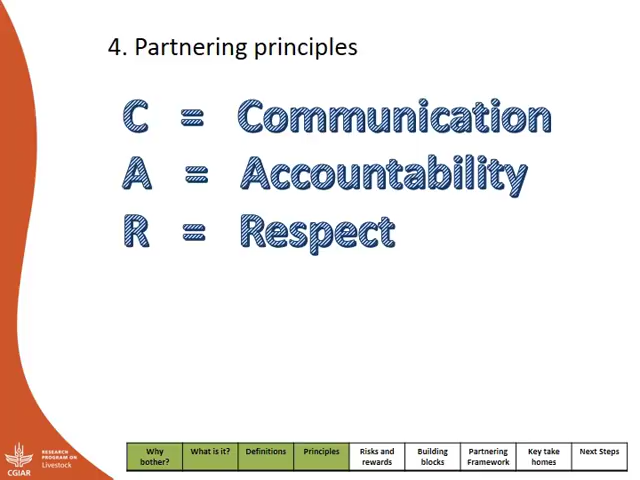 4. Partnering principles
C = Communication
A = Accountability
R = Respect
RESEARCH
PROGRAM ON
Livestock
CGIAR
Why bother?
What is it?
Definitions
Principles
Risks and rewards
Building blocks
Partnering Framework
Key take homes
Next Steps